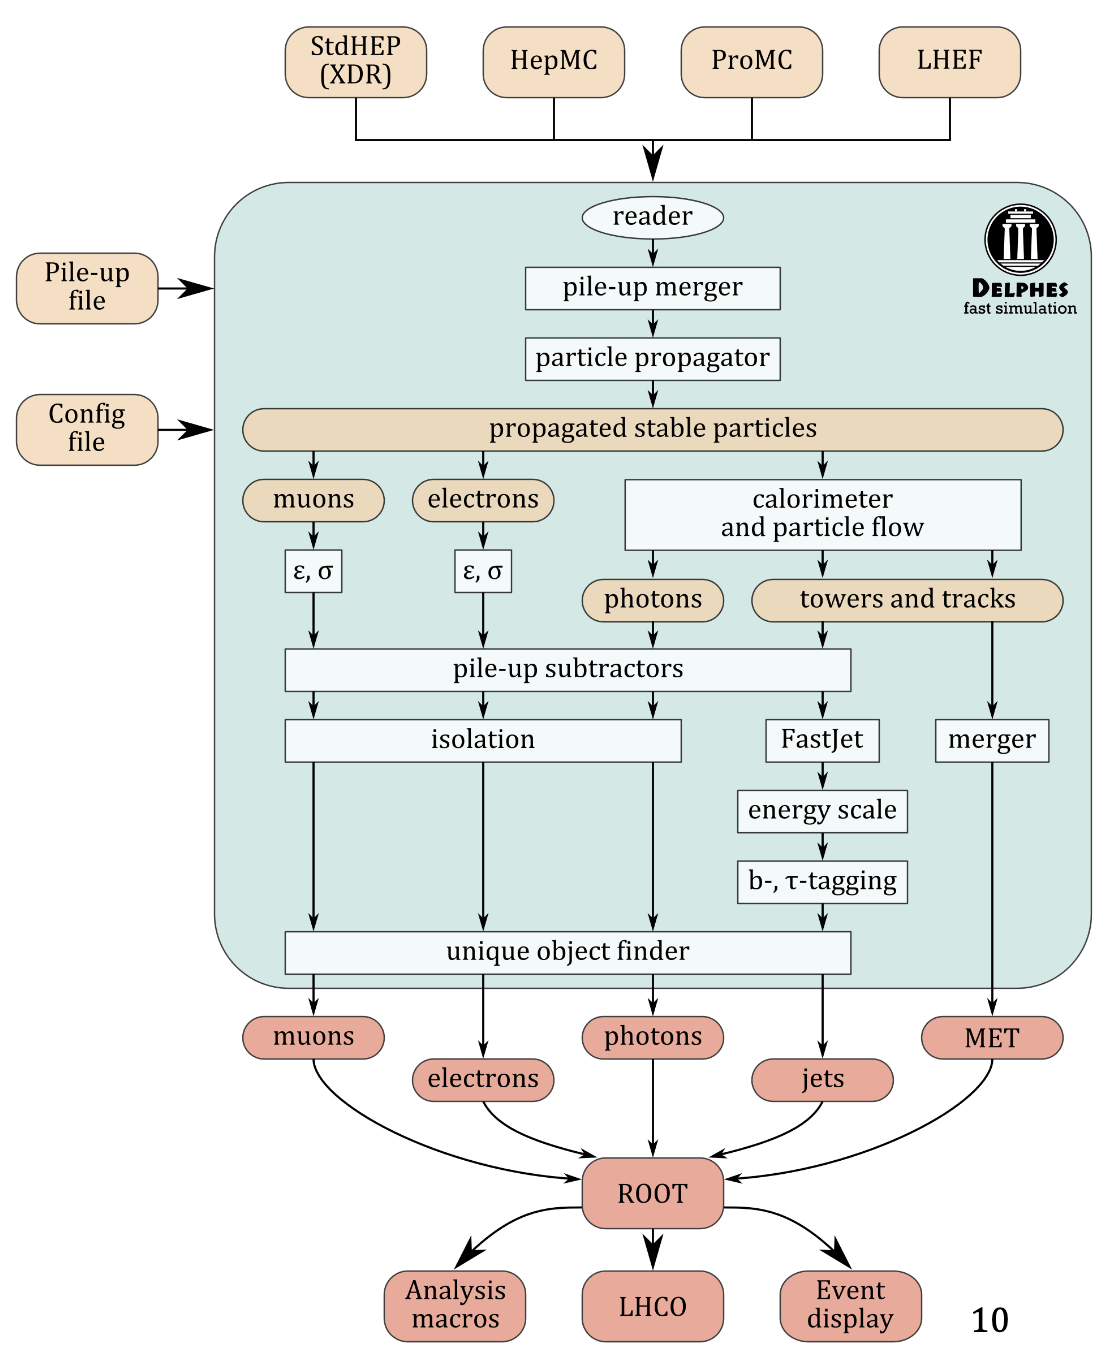 StdHEP
(XDR)
HepMC
ProMC
LHEF
reader
DELPHES
fast simulation
Pile-up
file
pile-up merger
particle propagator
Config
file
propagated stable particles
muons
electrons
calorimeter
and particle flow
ε, σ
ε, σ
photons
towers and tracks
pile-up subtractors
isolation
FastJet
merger
energy scale
b-, τ-tagging
unique object finder
muons
photons
MET
electrons
jets
ROOT
Analysis
macros
LHCO
Event
display
10